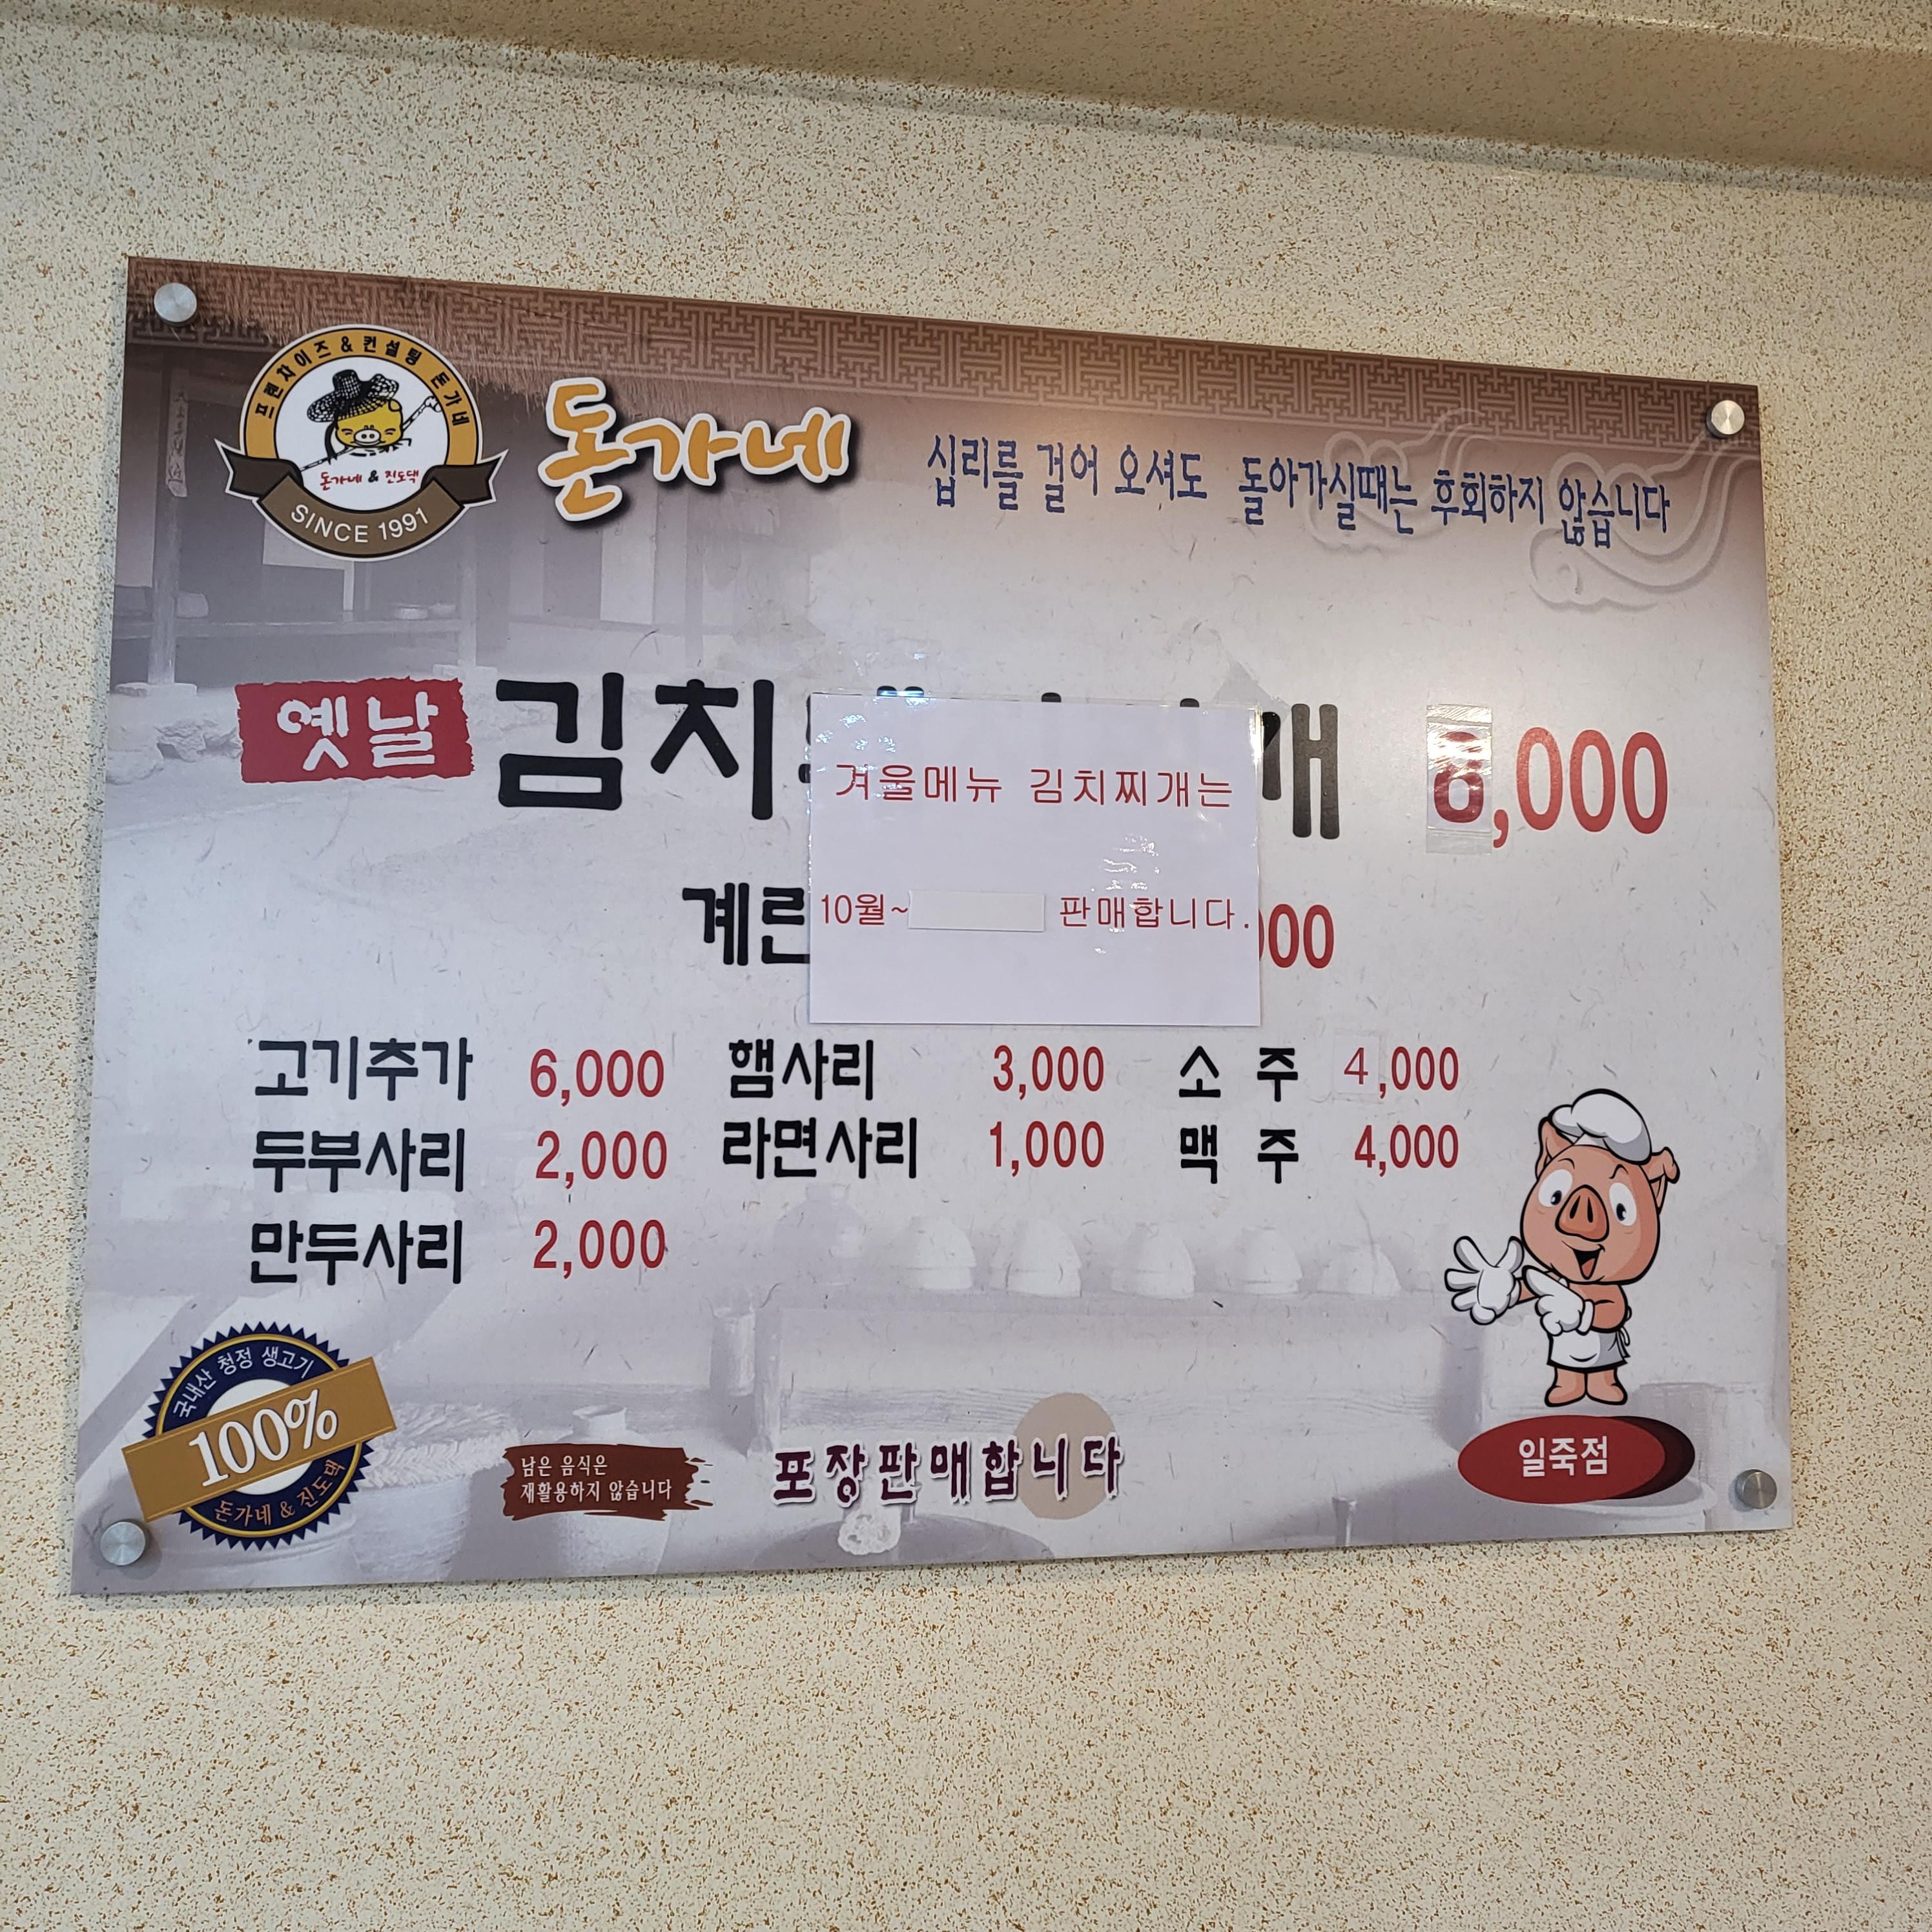 프랜차이즈&컨설팅 돈가네
돈가네 & 진도댁
SINCE 1991
돈가네
십리를 걸어 오셔도 돌아가실때는 후회하지 않습니다
옛날 김치 개 ,000
겨울메뉴 김치찌개는
10월~ 판매합니다.
계란 00
고기추가 6,000 햄사리 3,000 소 주 4,000
두부사리 2,000 라면사리 1,000 맥 주 4,000
만두사리 2,000
국내산 청정 생고기
100%
돈가네 & 진도댁
남은 음식은
재활용하지 않습니다
포장판매합니다
일죽점